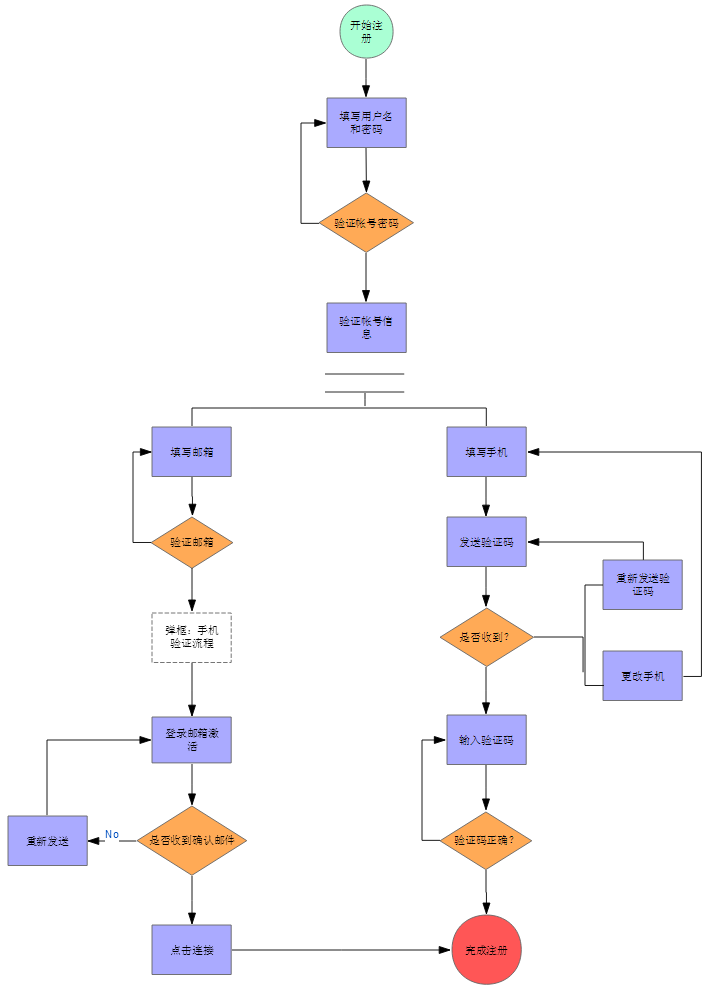 开始注
册
填写用户名
和密码
验证帐号密码
验证帐号信
息
填写邮箱
填写手机
验证邮箱
发送验证码
重新发送验
证码
弹框：手机
验证流程
是否收到？
更改手机
登录邮箱激
活
输入验证码
No
重新发送
是否收到确认邮件
验证码正确？
点击连接
完成注册